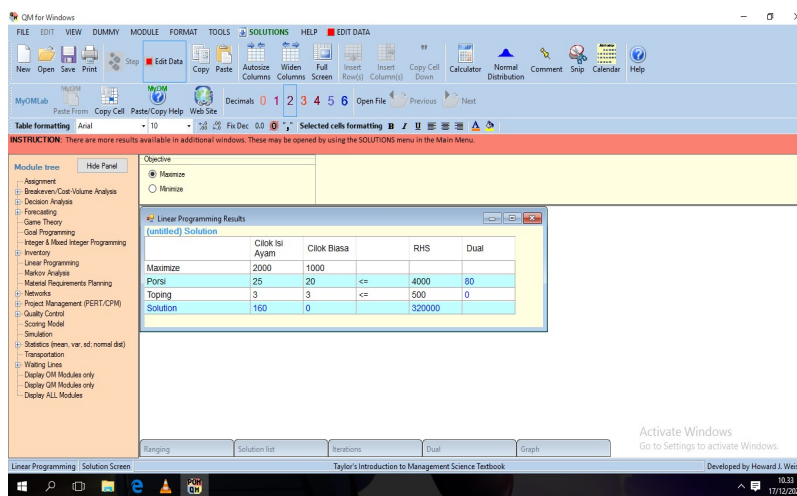 QM for Windows
FILE EDIT VIEW DUMMY MODULE FORMAT TOOLS SOLUTIONS HELP EDIT DATA
New Open Save Print Step Edit Data Copy Paste Autosize Columns Widen Columns Full Screen Insert Row(s) Insert Column(s) Copy Cell Down Calculator Normal Distribution Comment Snip Calendar Help
MyOMLab Paste From Copy Cell Paste/Copy Help Web Site Decimals 0 1 2 3 4 5 6 Open File Previous Next
Table formatting Arial 10 Fix Dec 0.0 0 "," Selected cells formatting B I U A
INSTRUCTION: There are more results available in additional windows. These may be opened by using the SOLUTIONS menu in the Main Menu.
Module tree Hide Panel
Assignment
Breakeven/Cost-Volume Analysis
Decision Analysis
Forecasting
Game Theory
Goal Programming
Integer & Mixed Integer Programming
Inventory
Linear Programming
Markov Analysis
Material Requirements Planning
Networks
Project Management (PERT/CPM)
Quality Control
Scoring Model
Simulation
Statistics (mean, var, sd; normal dist)
Transportation
Waiting Lines
Display OM Modules only
Display QM Modules only
Display ALL Modules
Objective
Maximize
Minimize
Linear Programming Results
(untitled) Solution
Cilok Isi Ayam Cilok Biasa RHS Dual
Maximize 2000 1000
Porsi 25 20 <= 4000 80
Toping 3 3 <= 500 0
Solution 160 0 320000
Activate Windows
Go to Settings to activate Windows.
Ranging Solution list Iterations Dual Graph
Linear Programming Solution Screen Taylor's Introduction to Management Science Textbook Developed by Howard J. Weis
POM QM
10.33
17/12/202